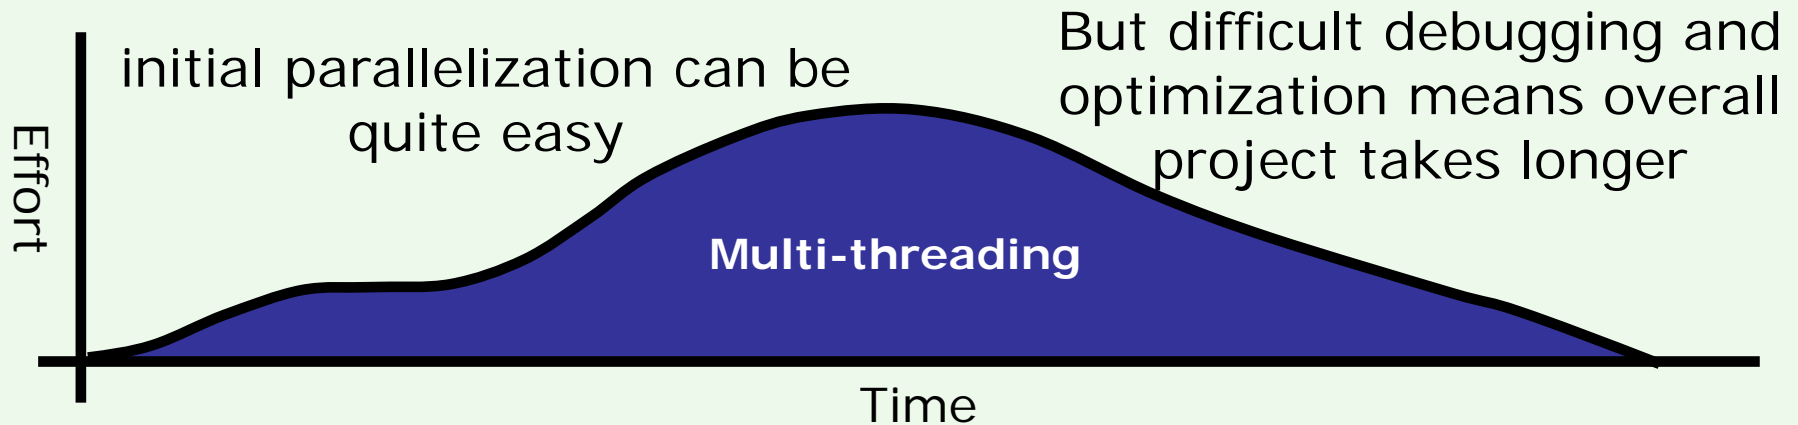 initial parallelization can be
quite easy
But difficult debugging and
optimization means overall
project takes longer
Effort
Multi-threading
Time